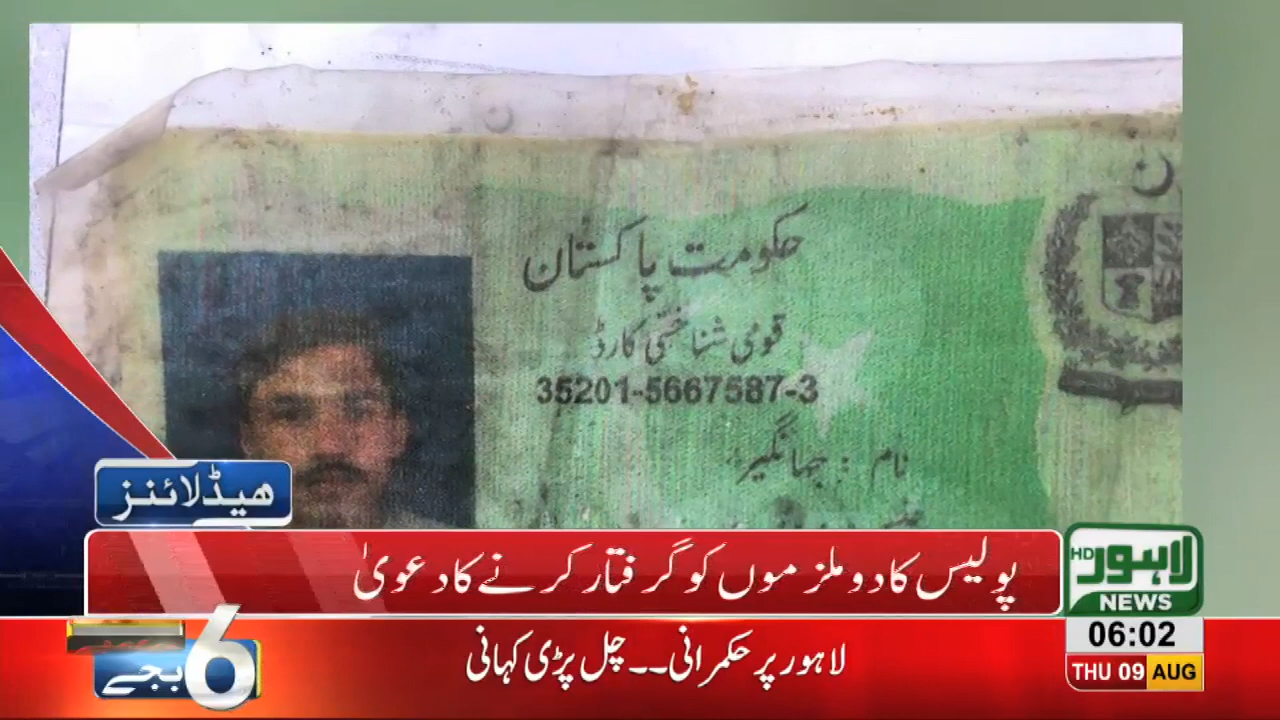 حکومت پاکستان
قومی شناختی کارڈ
35201-5667587-3
نام : جہانگیر
ھیڈلائنز
پولیس کا دو ملزموں کو گرفتار کرنے کا دعویٰ
لاہور پر حکمرانی۔۔ چل پڑی کہانی
6 بجے
HD لاہور
NEWS
06:02
THU 09 AUG